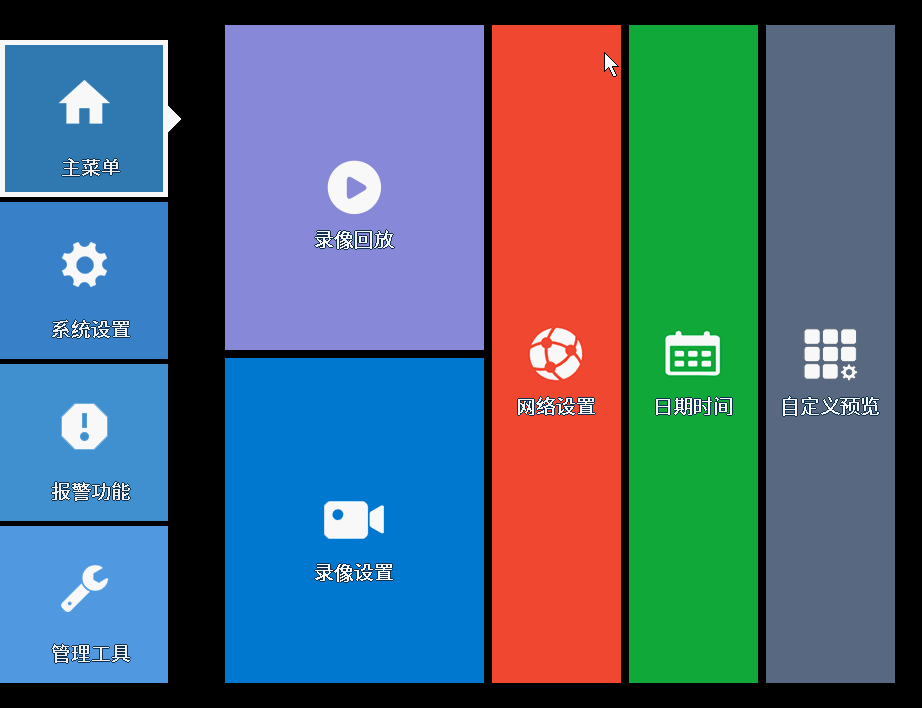 主菜单
系统设置
报警功能
管理工具
录像回放
录像设置
网络设置
日期时间
自定义预览